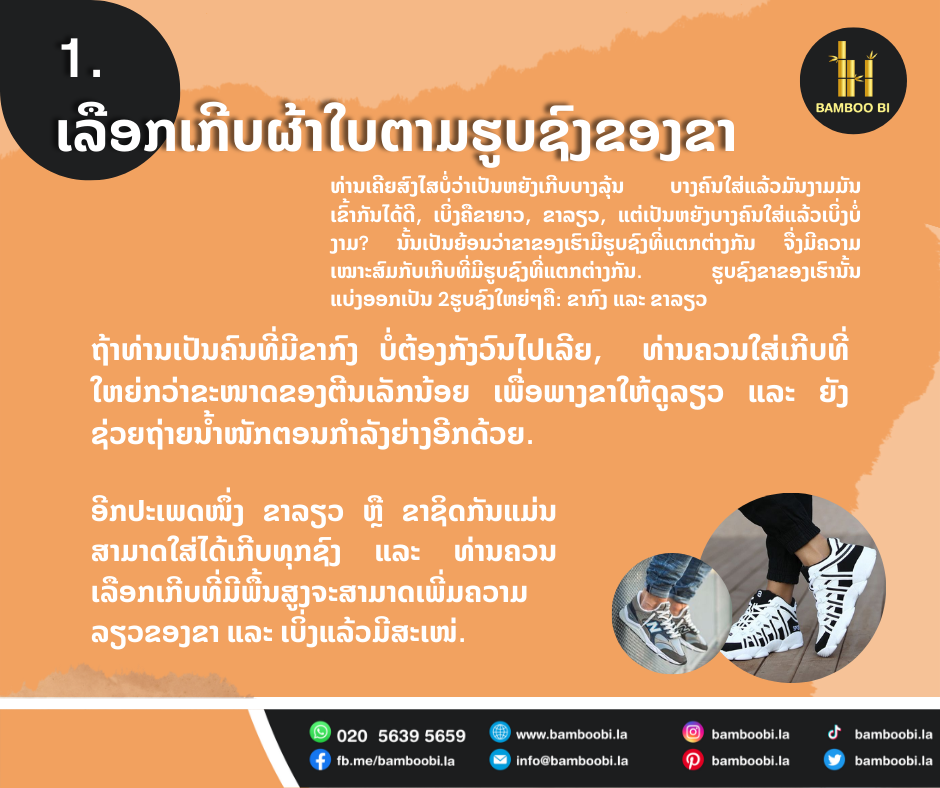 1.
ເລືອກເກີບຜ້າໃບຕາມຮູບຊົງຂອງຂາ
BAMBOO BI
ທ່ານເຄີຍສົງໄສບໍ່ວ່າເປັນຫຍັງເກີບບາງລຸ້ນ ບາງຄົນໃສ່ແລ້ວມັນງາມມັນ
ເຂົ້າກັນໄດ້ດີ, ເບິ່ງຄືຂາຍາວ, ຂາລຽວ, ແຕ່ເປັນຫຍັງບາງຄົນໃສ່ແລ້ວເບິ່ງບໍ່
ງາມ? ນັ້ນເປັນຍ້ອນວ່າຂາຂອງເຮົາມີຮູບຊົງທີ່ແຕກຕ່າງກັນ ຈຶ່ງມີຄວາມ
ເໝາະສົມກັບເກີບທີ່ມີຮູບຊົງທີ່ແຕກຕ່າງກັນ. ຮູບຊົງຂາຂອງເຮົານັ້ນ
ແບ່ງອອກເປັນ 2ຮູບຊົງໃຫຍ່ໆຄື: ຂາກົງ ແລະ ຂາລຽວ
ຖ້າທ່ານເປັນຄົນທີ່ມີຂາກົງ ບໍ່ຕ້ອງກັງວົນໄປເລີຍ, ທ່ານຄວນໃສ່ເກີບທີ່
ໃຫຍ່ກວ່າຂະໜາດຂອງຕີນເລັກນ້ອຍ ເພື່ອພາງຂາໃຫ້ດູລຽວ ແລະ ຍັງ
ຊ່ວຍຖ່າຍນ້ຳໜັກຕອນກຳລັງຍ່າງອີກດ້ວຍ.
ອີກປະເພດໜຶ່ງ ຂາລຽວ ຫຼື ຂາຊິດກັນແມ່ນ
ສາມາດໃສ່ໄດ້ເກີບທຸກຊົງ ແລະ ທ່ານຄວນ
ເລືອກເກີບທີ່ມີພື້ນສູງຈະສາມາດເພີ່ມຄວາມ
ລຽວຂອງຂາ ແລະ ເບິ່ງແລ້ວມີສະເໜ່.
020 5639 5659
www.bamboobi.la
bamboobi.la
bamboobi.la
fb.me/bamboobi.la
info@bamboobi.la
bamboobi.la
bamboobi.la